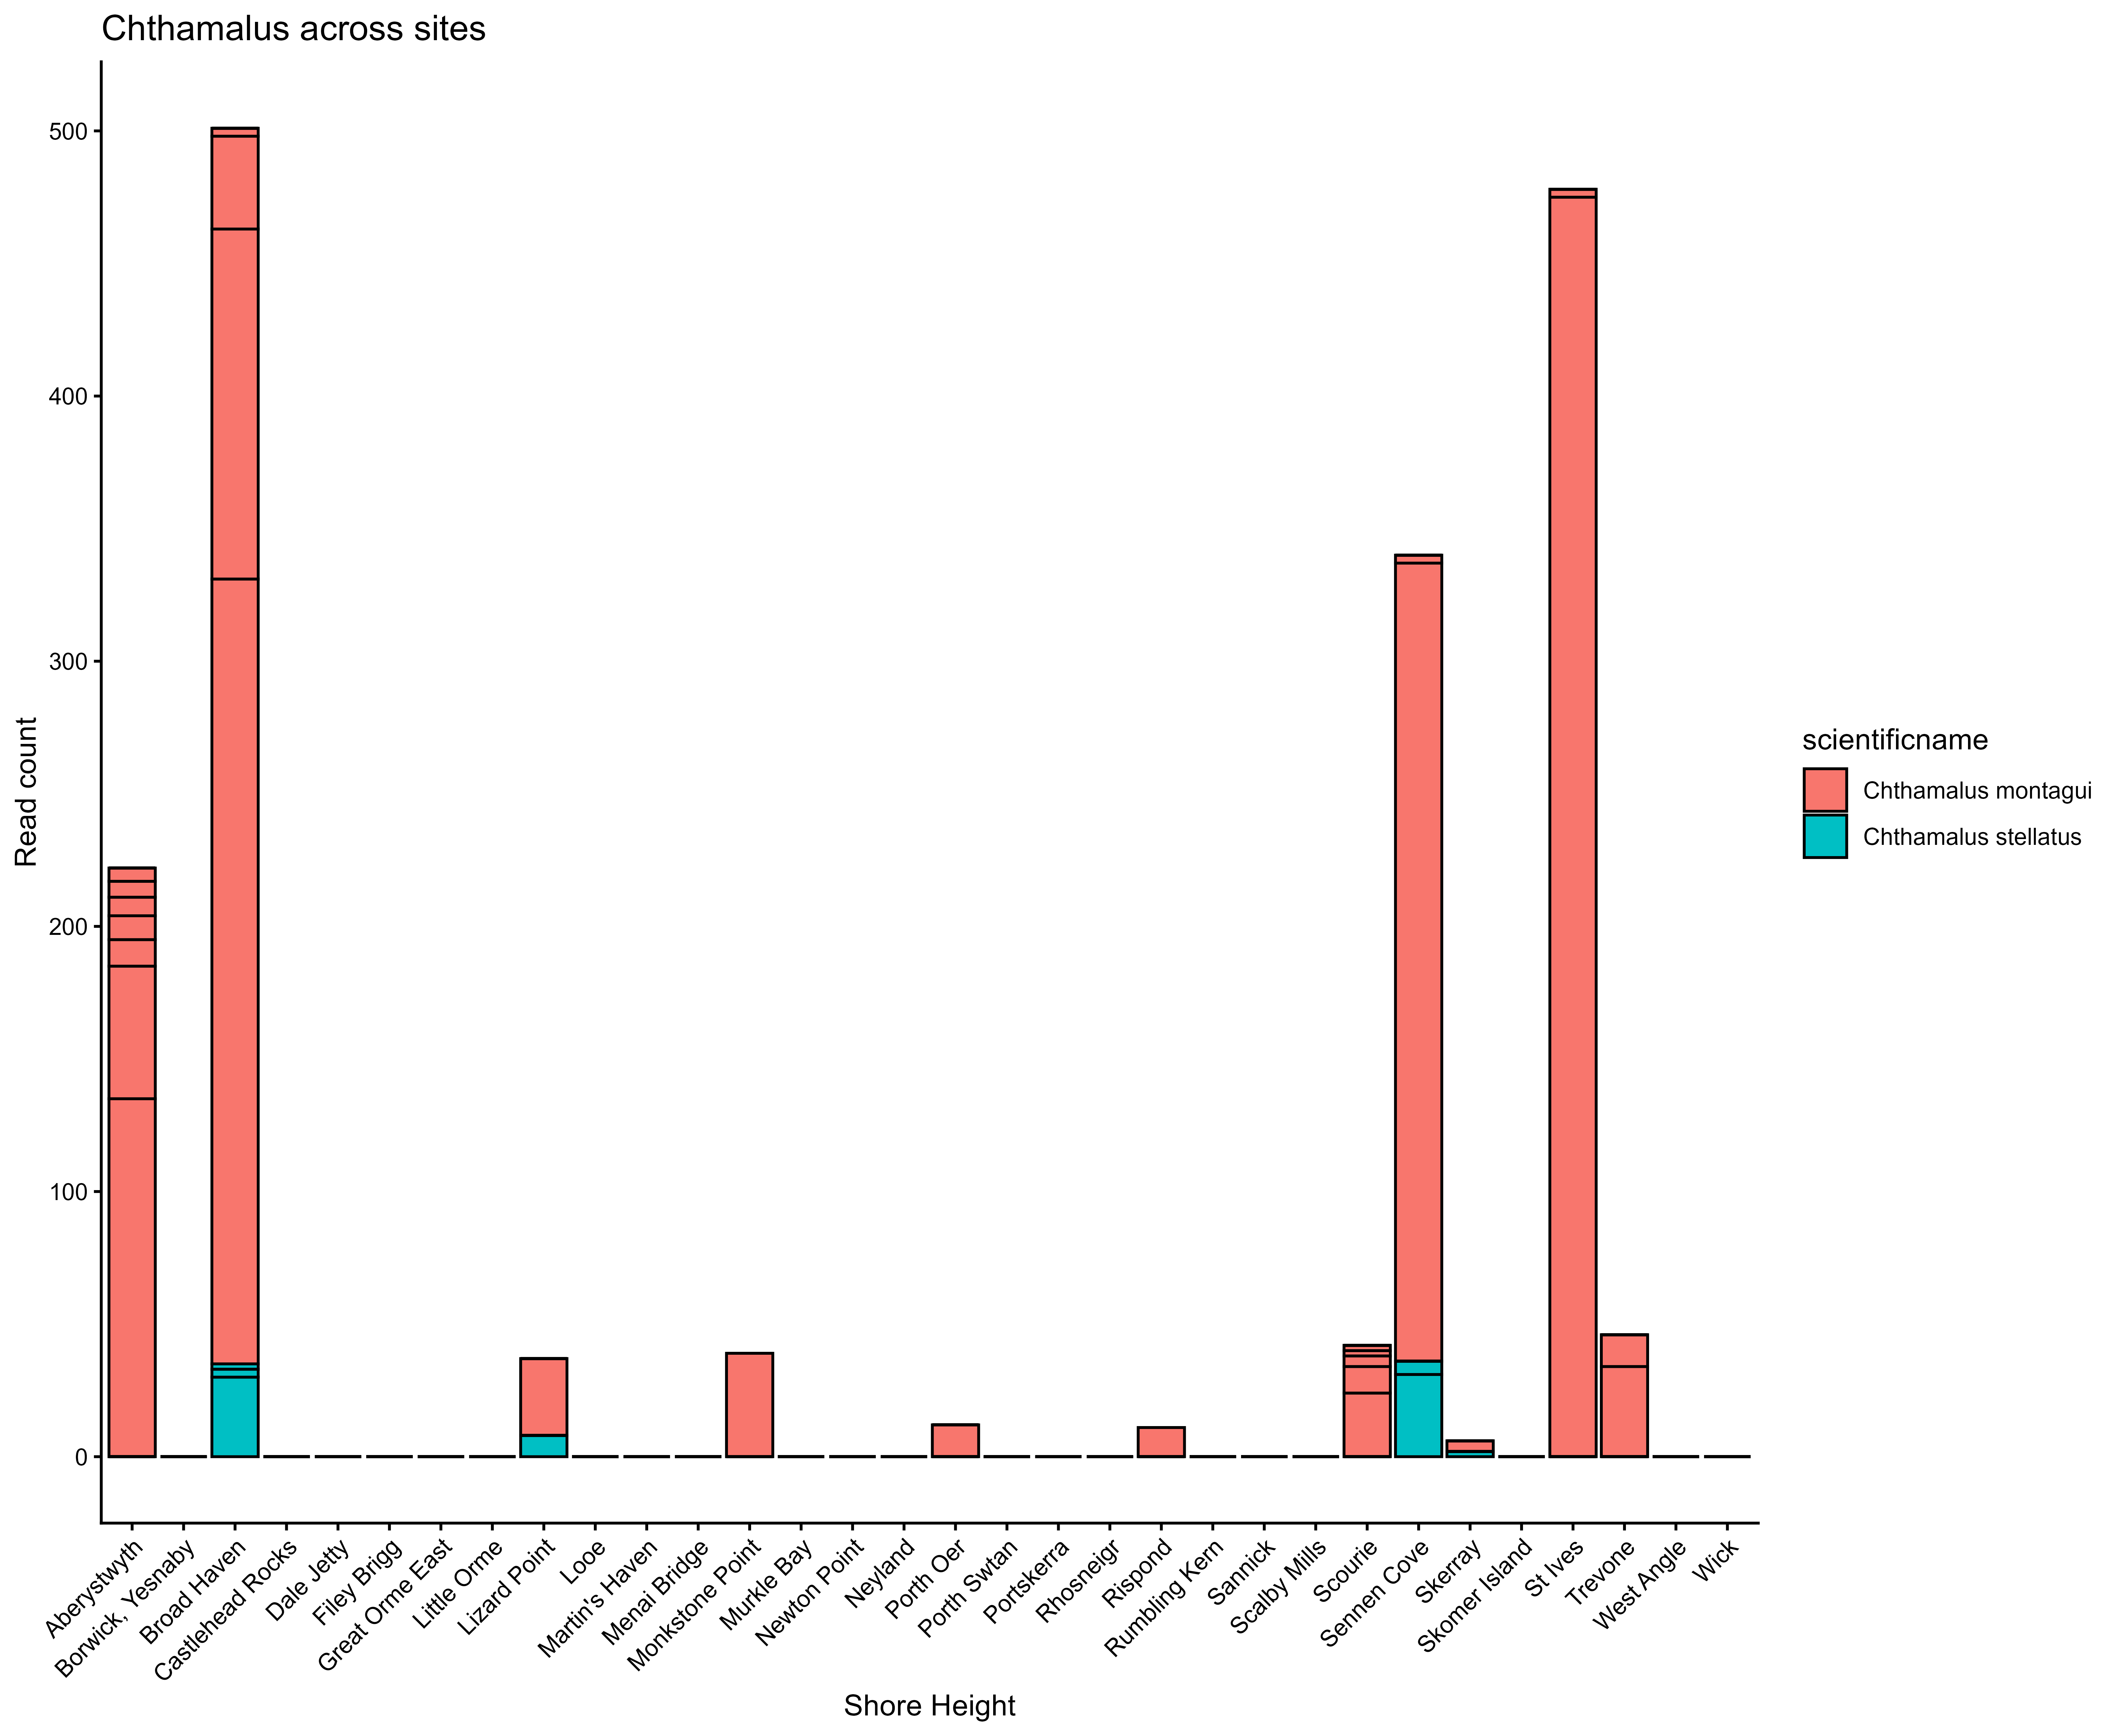 Chthamalus across sites
Read count
500
400
300
200
100
0
Aberystwyth
Borwick, Yesnaby
Broad Haven
Castlehead Rocks
Dale Jetty
Filey Brigg
Great Orme East
Little Orme
Lizard Point
Looe
Martin's Haven
Menai Bridge
Monkstone Point
Murkle Bay
Newton Point
Neyland
Porth Oer
Porth Swtan
Portskerra
Rhosneigr
Rispond
Rumbling Kern
Sannick
Scalby Mills
Scourie
Sennen Cove
Skerray
Skomer Island
St Ives
Trevone
West Angle
Wick
Shore Height
scientificname
Chthamalus montagui
Chthamalus stellatus